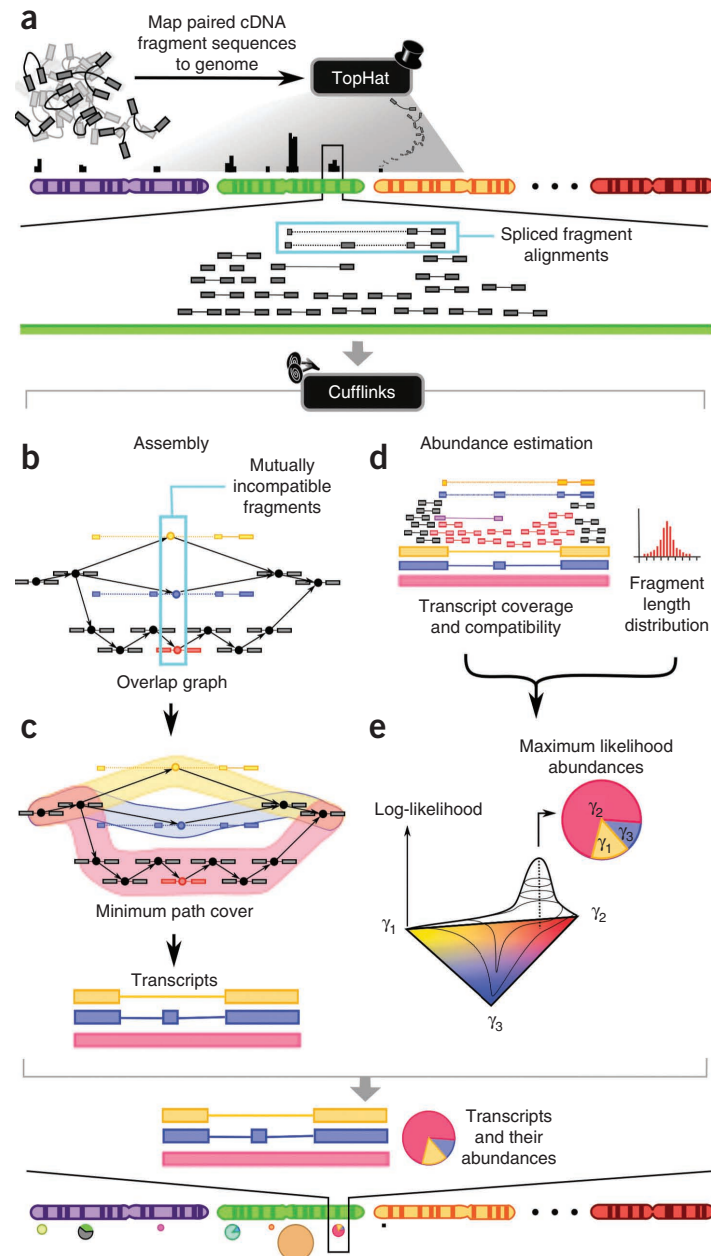 a
Map paired cDNA
fragment sequences
to genome
TopHat
Spliced fragment
alignments
Cufflinks
Assembly
b
Mutually
incompatible
fragments
Overlap graph
c
Minimum path cover
Transcripts
Abundance estimation
d
Transcript coverage
and compatibility
Fragment
length
distribution
e
Maximum likelihood
abundances
Log-likelihood
γ2
γ3
γ1
γ1
γ2
γ3
Transcripts
and their
abundances